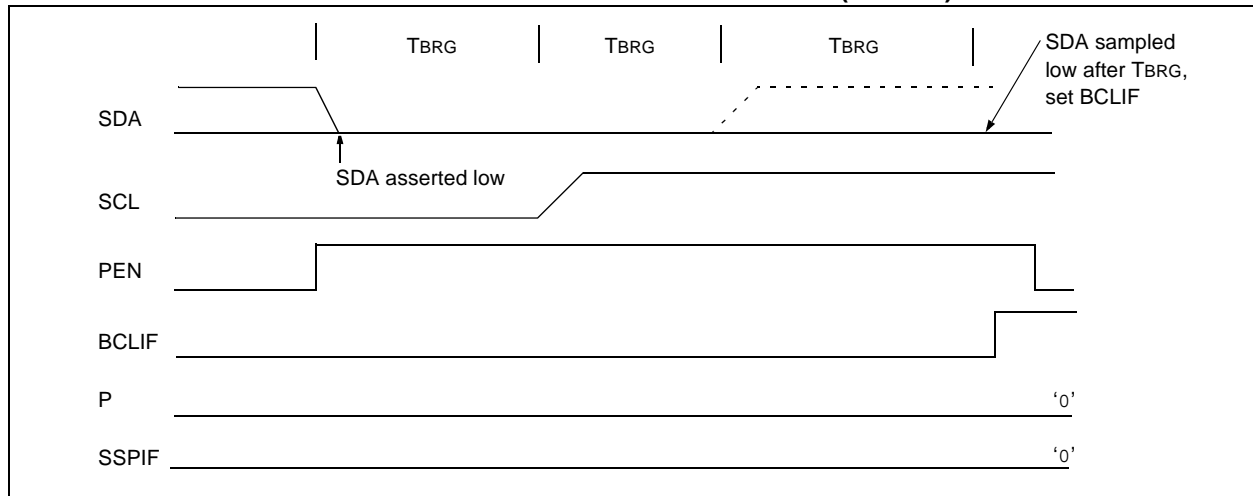 TBRG TBRG TBRG
SDA sampled
low after TBRG,
set BCLIF
SDA
SDA asserted low
SCL
PEN
BCLIF
P
‘0’
SSPIF
‘0’